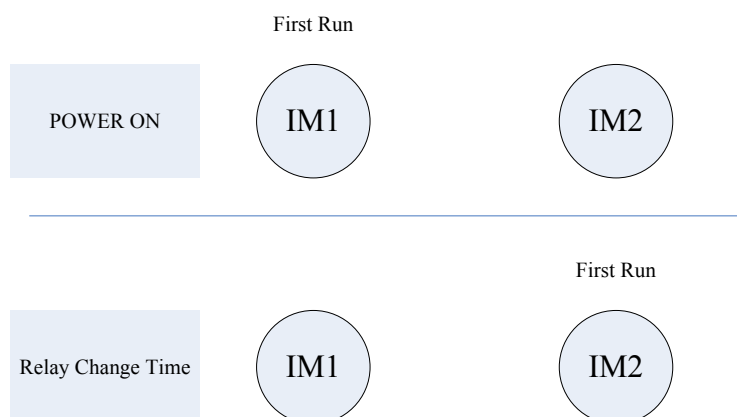 First Run
POWER ON
IM1
IM2
First Run
Relay Change Time
IM1
IM2